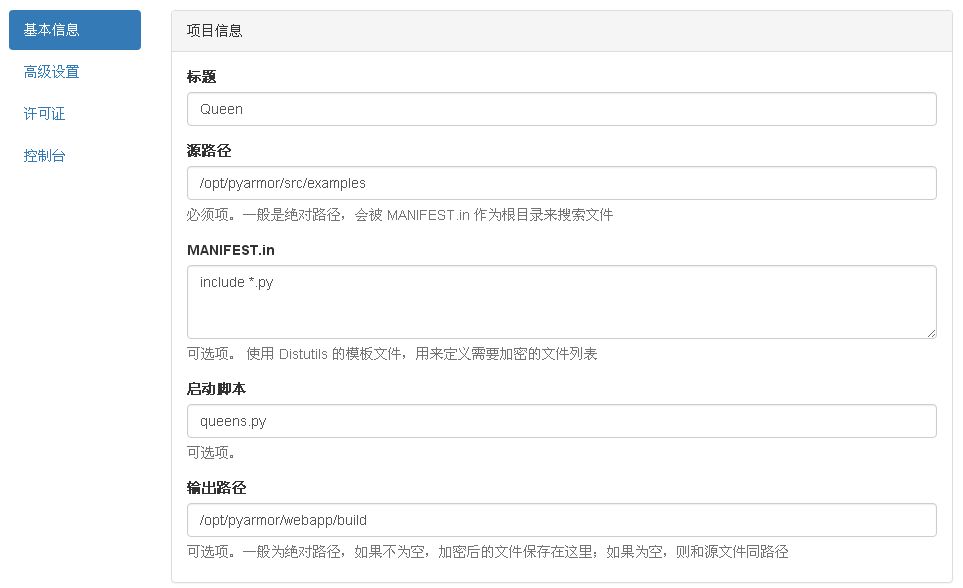 基本信息
高级设置
许可证
控制台
项目信息
标题
Queen
源路径
/opt/pyarmor/src/examples
必须项。一般是绝对路径，会被 MANIFEST.in 作为根目录来搜索文件
MANIFEST.in
include *.py
可选项。 使用 Distutils 的模板文件，用来定义需要加密的文件列表
启动脚本
queens.py
可选项。
输出路径
/opt/pyarmor/webapp/build
可选项。一般为绝对路径，如果不为空，加密后的文件保存在这里；如果为空，则和源文件同路径